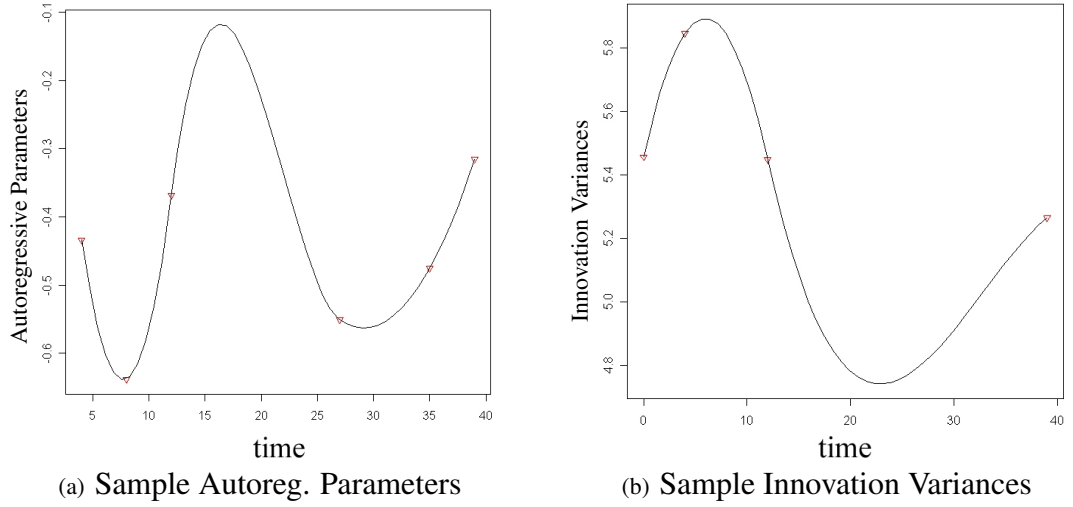 Autoregressive Parameters
-0.1
-0.2
-0.3
-0.4
-0.5
-0.6
5 10 15 20 25 30 35 40
time
(a) Sample Autoreg. Parameters
Innovation Variances
5.8
5.6
5.4
5.2
5.0
4.8
0 10 20 30 40
time
(b) Sample Innovation Variances